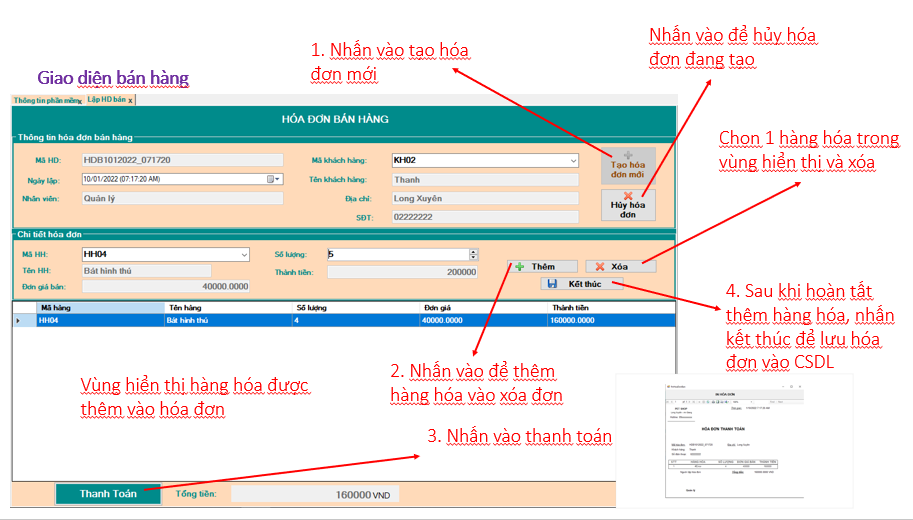 1. Nhấn vào tạo hóa
đơn mới
Nhấn vào để hủy hóa
đơn đang tạo
Giao diện bán hàng
Thông tin phần mềm x Lập HD bán x
HÓA ĐƠN BÁN HÀNG
Thông tin hóa đơn bán hàng
Mã HD: HDB1012022_071720 Mã khách hàng: KH02
Tạo hóa
đơn mới
Ngày lập: 10/01/2022 (07:17:20 AM) Tên khách hàng: Thanh
Nhân viên: Quản lý Địa chỉ: Long Xuyên
Hủy hóa
đơn
SĐT: 02222222
Chọn 1 hàng hóa trong
vùng hiển thị và xóa
Chi tiết hóa đơn
Mã HH: HH04 Số lượng: 5
Tên HH: Bát hình thú Thành tiền: 200000
Thêm Xóa
Đơn giá bán: 40000.0000
Kết thúc
Mã hàng Tên hàng Số lượng Đơn giá Thành tiền
HH04 Bát hình thú 4 40000.0000 160000.0000
4. Sau khi hoàn tất
thêm hàng hóa, nhấn
kết thúc để lưu hóa
đơn vào CSDL
2. Nhấn vào để thêm
hàng hóa vào xóa đơn
Vùng hiển thị hàng hóa được
thêm vào hóa đơn
3. Nhấn vào thanh toán
HÓA ĐƠN THANH TOÁN
Thanh Toán Tổng tiền: 160000 VND